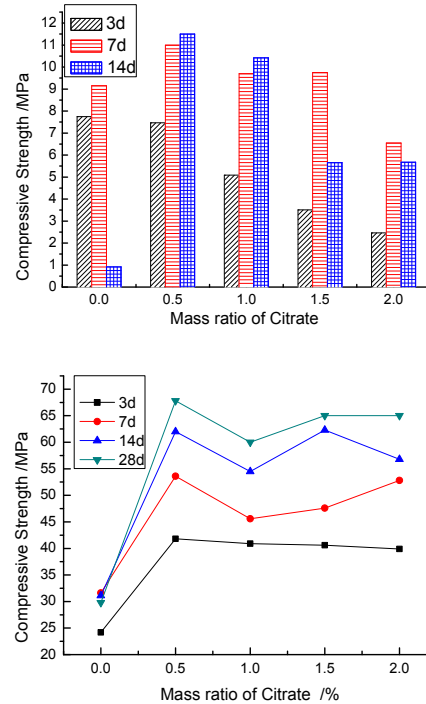 12
11
10
9
8
7
6
5
4
3
2
1
0
Compressive Strength /MPa
3d
7d
14d
0.0 0.5 1.0 1.5 2.0
Mass ratio of Citrate
70
65
60
55
50
45
40
35
30
25
20
Compressive Strength /MPa
3d
7d
14d
28d
0.0 0.5 1.0 1.5 2.0
Mass ratio of Citrate /%